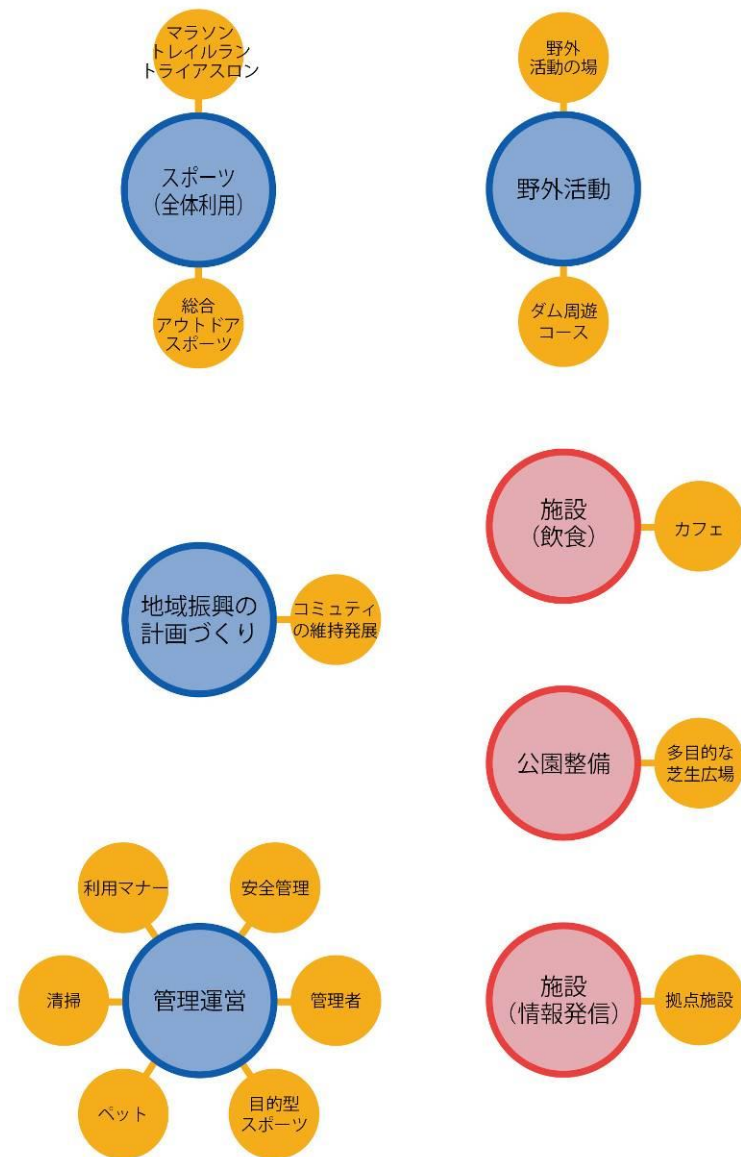 マラソン
トレイルラン
トライアスロン
スポーツ
（全体利用）
総合
アウトドア
スポーツ
野外
活動の場
野外活動
ダム周遊
コース
地域振興の
計画づくり
コミュティ
の維持発展
施設
（飲食）
カフェ
公園整備
多目的な
芝生広場
利用マナー
安全管理
清掃
管理運営
管理者
ペット
目的型
スポーツ
施設
（情報発信）
拠点施設